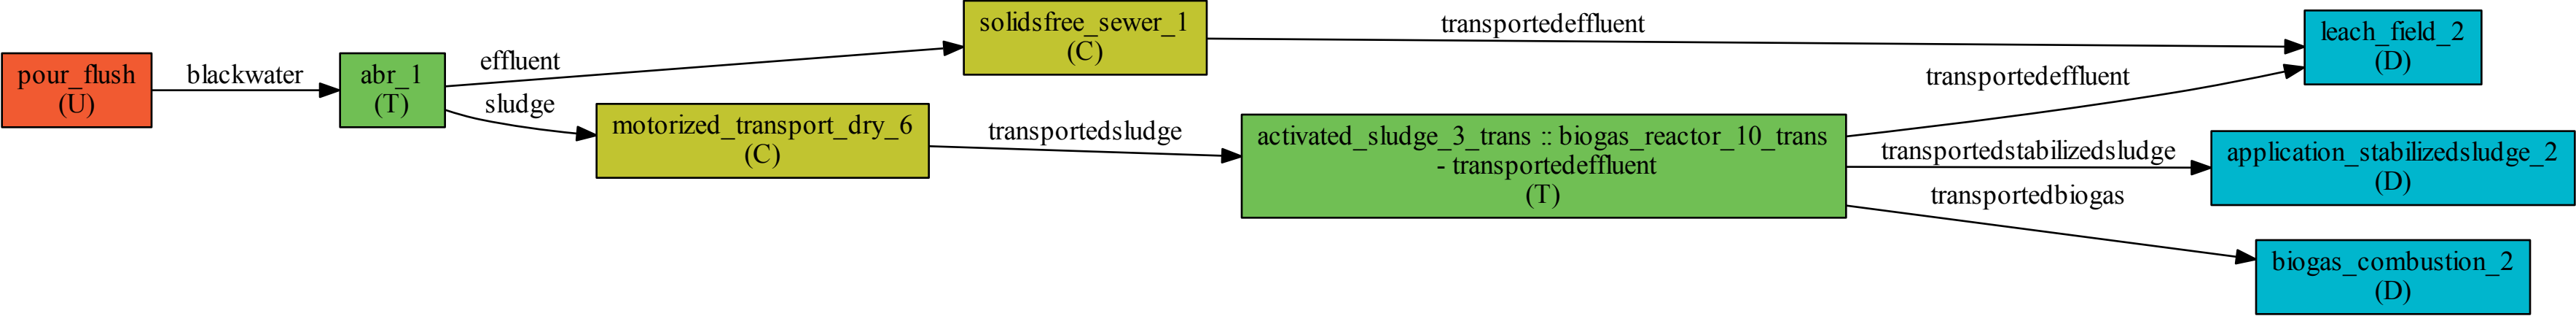 pour_flush
(U)
blackwater
abr_1
(T)
effluent
sludge
solidsfree_sewer_1
(C)
motorized_transport_dry_6
(C)
transportedeffluent
transportedsludge
activated_sludge_3_trans :: biogas_reactor_10_trans
- transportedeffluent
(T)
transportedeffluent
transportedstabilizedsludge
transportedbiogas
leach_field_2
(D)
application_stabilizedsludge_2
(D)
biogas_combustion_2
(D)